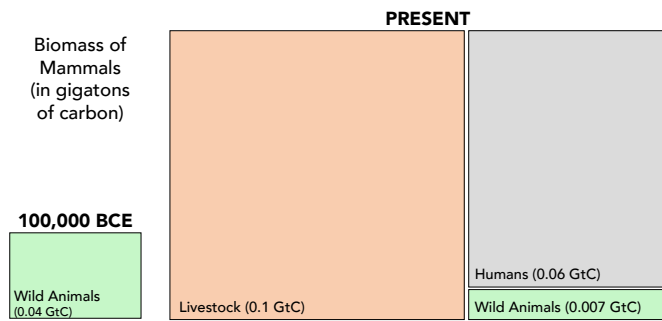 PRESENT
Biomass of
Mammals
(in gigatons
of carbon)
100,000 BCE
Wild Animals
(0.04 GtC)
Livestock (0.1 GtC)
Humans (0.06 GtC)
Wild Animals (0.007 GtC)